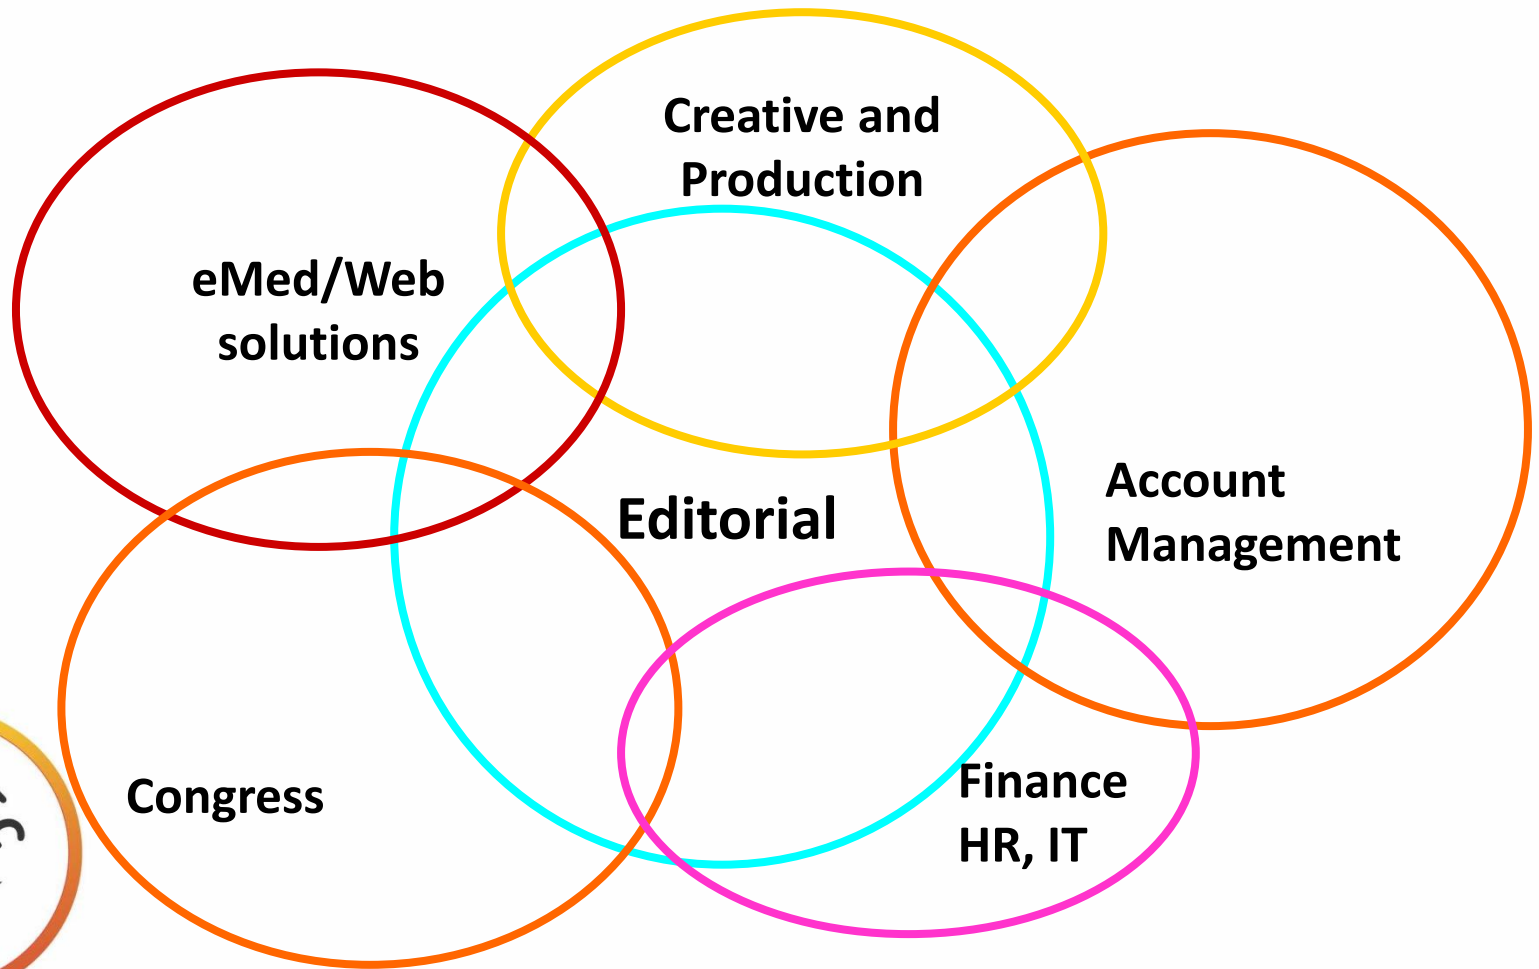 Creative and
Production
eMed/Web
solutions
Editorial
Account
Management
Congress
Finance
HR, IT